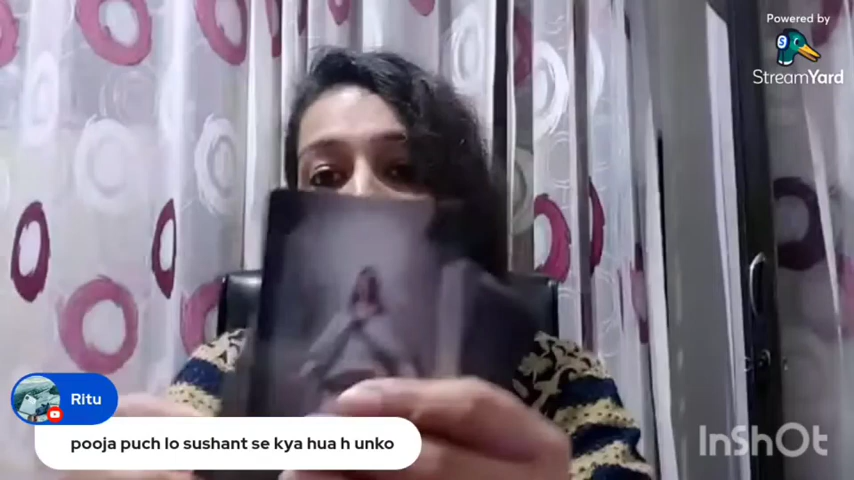 Powered by
StreamYard
Ritu
pooja puch lo sushant se kya hua h unko
InShOt